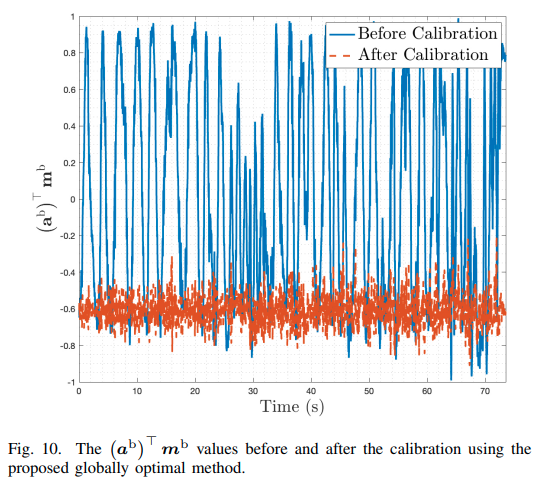 1
0.8
0.6
0.4
0.2
0
-0.2
-0.4
-0.6
-0.8
-1
(a^b)^⊤ m^b
Before Calibration
After Calibration
0 10 20 30 40 50 60 70
Time (s)
Fig. 10. The (a^b)^⊤ m^b values before and after the calibration using the
proposed globally optimal method.